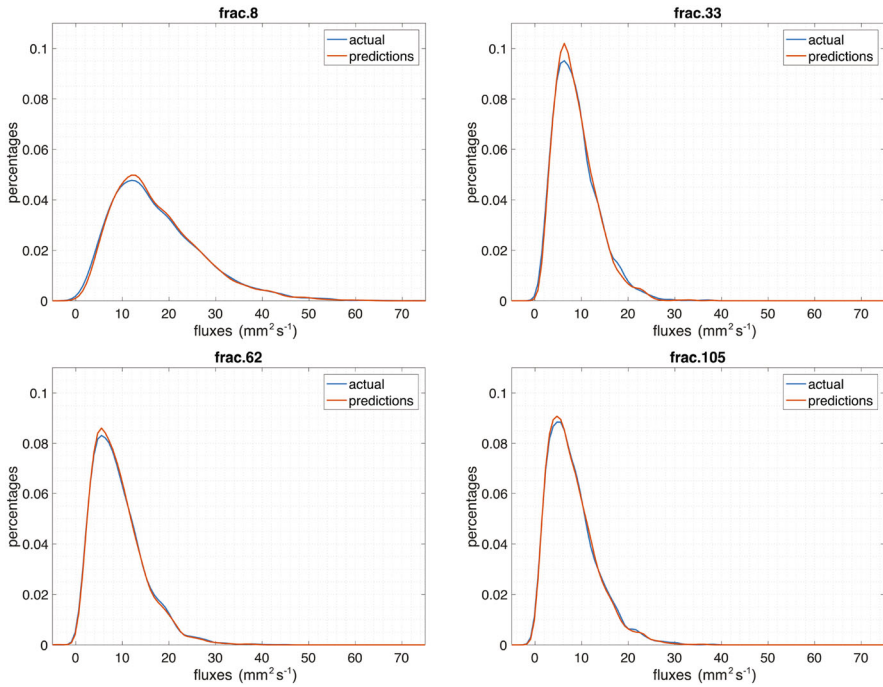 frac.8
actual
predictions
percentages
0.1
0.08
0.06
0.04
0.02
0
0 10 20 30 40 50 60 70
fluxes (mm² s⁻¹)
frac.33
actual
predictions
percentages
0.1
0.08
0.06
0.04
0.02
0
0 10 20 30 40 50 60 70
fluxes (mm² s⁻¹)
frac.62
actual
predictions
percentages
0.1
0.08
0.06
0.04
0.02
0
0 10 20 30 40 50 60 70
fluxes (mm² s⁻¹)
frac.105
actual
predictions
percentages
0.1
0.08
0.06
0.04
0.02
0
0 10 20 30 40 50 60 70
fluxes (mm² s⁻¹)